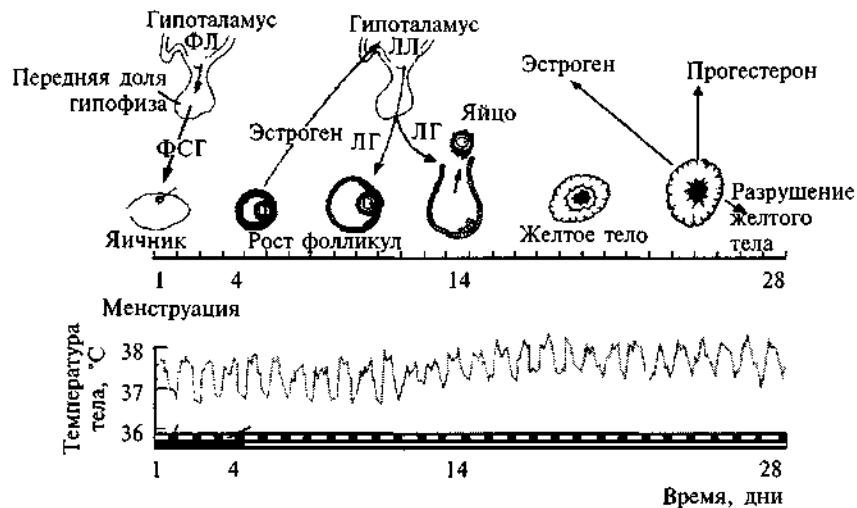 Гипоталамус
ФЛ
Гипоталамус
ЛЛ
Передняя доля
гипофиза
Эстроген
Прогестерон
Яйцо
ФСГ
Эстроген
ЛГ
ЛГ
Разрушение
желтого
тела
Яичник
Рост фолликул
Желтое тело
1 4 14 28
Менструация
Температура
тела, °C
38
37
36
1 4 14 28
Время, дни